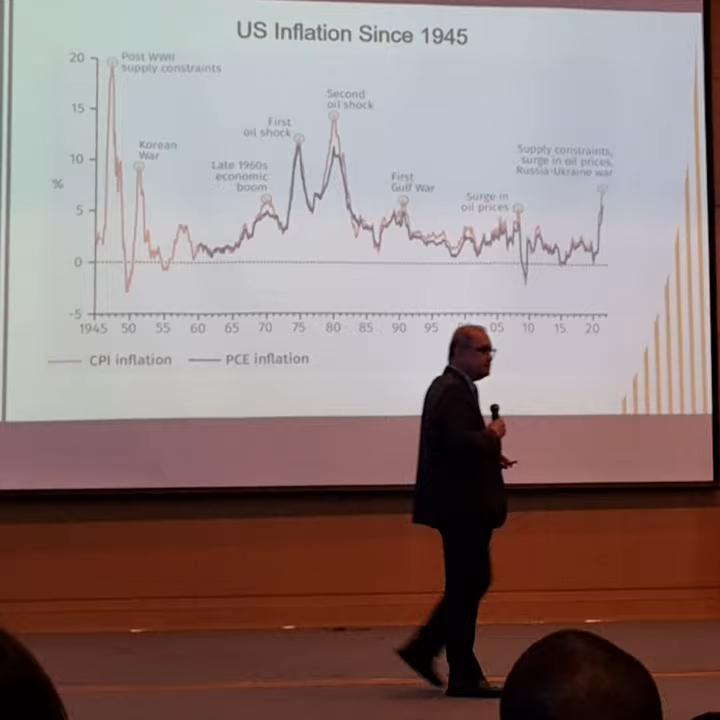 US Inflation Since 1945
20
Post WWII
supply constraints
15
Second
oil shock
First
oil shock
10
Korean
War
Late 1960s
economic
boom
First
Gulf War
Surge in
oil prices
Supply constraints,
surge in oil prices,
Russia-Ukraine war
%
5
0
-5
1945 50 55 60 65 70 75 80 85 90 95 05 10 15 20
CPI inflation PCE inflation